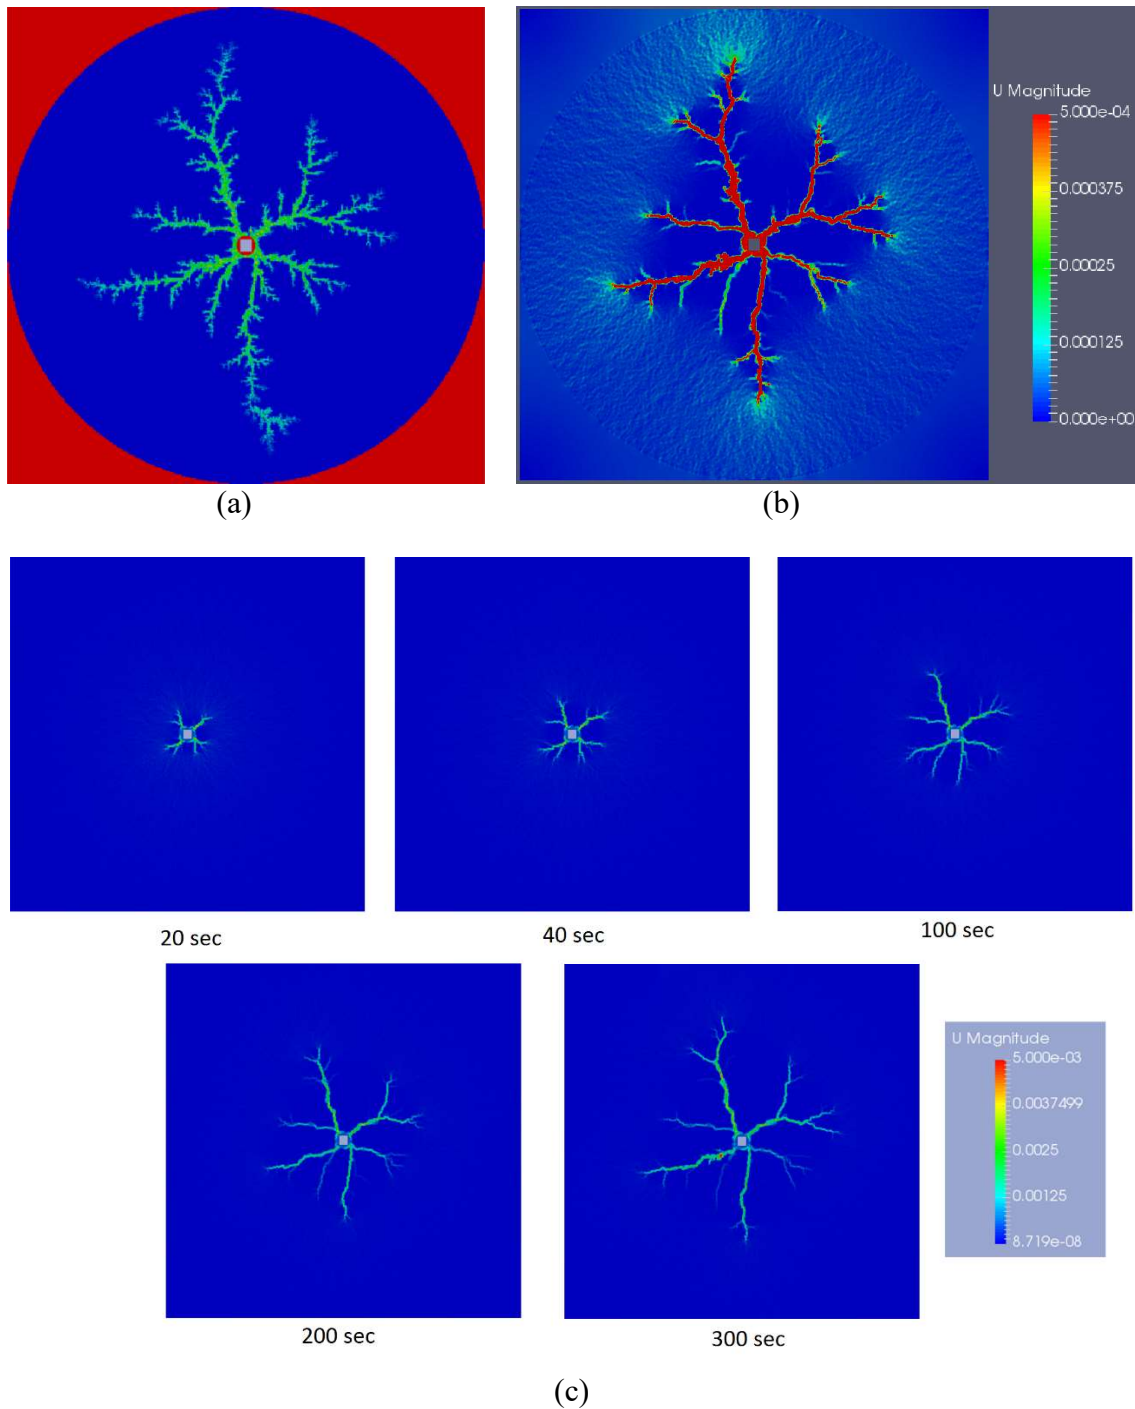 U Magnitude
5.000e-04
0.000375
0.00025
0.000125
0.000e+00
(a)
(b)
20 sec
40 sec
100 sec
U Magnitude
5.000e-03
0.0037499
0.0025
0.00125
8.719e-08
200 sec
300 sec
(c)